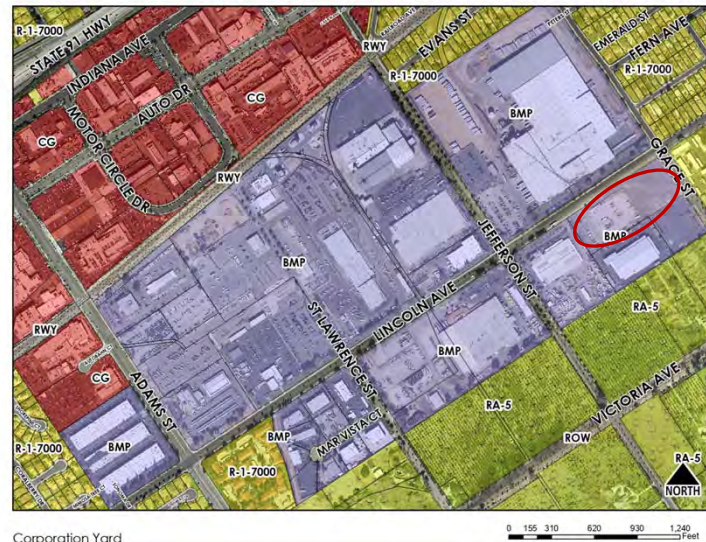 R-1-7000
STATE 91 HWY
INDIANA AVE
AUTO DR
MOTOR CIRCLE DR
CG
CG
RWY
EVANS ST
R-1-7000
EMERALD ST
FERN AVE
R-1-7000
BMP
GRACE ST
RWY
BMP
JEFFERSON ST
BMP
LINCOLN AVE
ST LAWRENCE ST
BMP
RA-5
RWY
CG
ADAMS ST
VICTORIA AVE
RA-5
BMP
MAR VISTA CT
BMP
R-1-7000
R-1-7000
ROW
RA-5
NORTH
Corporation Yard
0 155 310 620 930 1,240
Feet